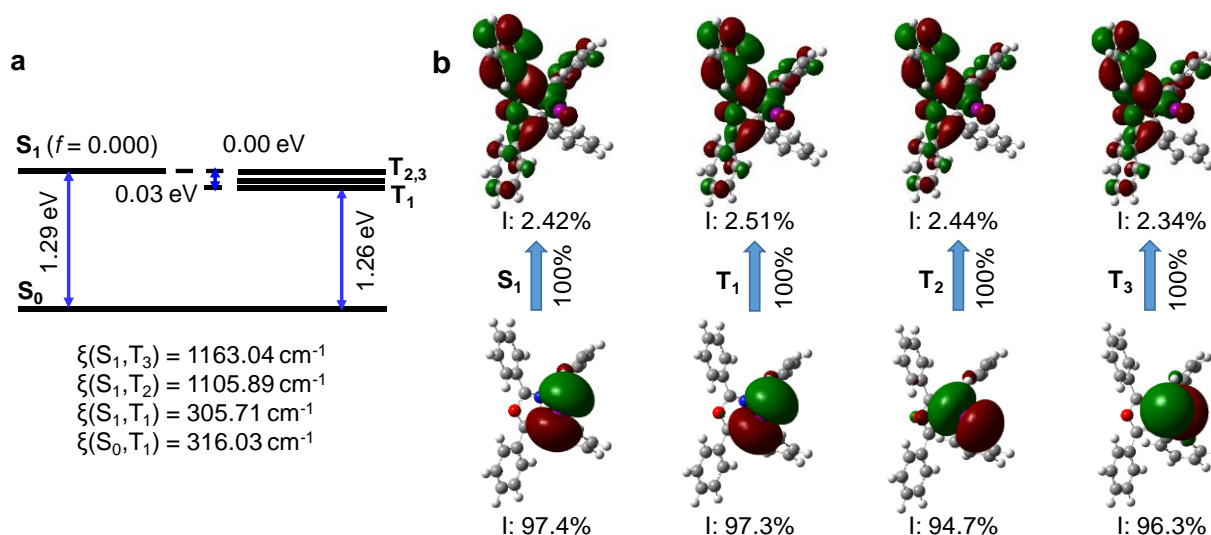 a
S₁ (f = 0.000)
0.00 eV
T₂,₃
0.03 eV
T₁
1.29 eV
1.26 eV
S₀
ξ(S₁,T₃) = 1163.04 cm⁻¹
ξ(S₁,T₂) = 1105.89 cm⁻¹
ξ(S₁,T₁) = 305.71 cm⁻¹
ξ(S₀,T₁) = 316.03 cm⁻¹
b
I: 2.42%
I: 2.51%
I: 2.44%
I: 2.34%
S₁ 100%
T₁ 100%
T₂ 100%
T₃ 100%
I: 97.4%
I: 97.3%
I: 94.7%
I: 96.3%